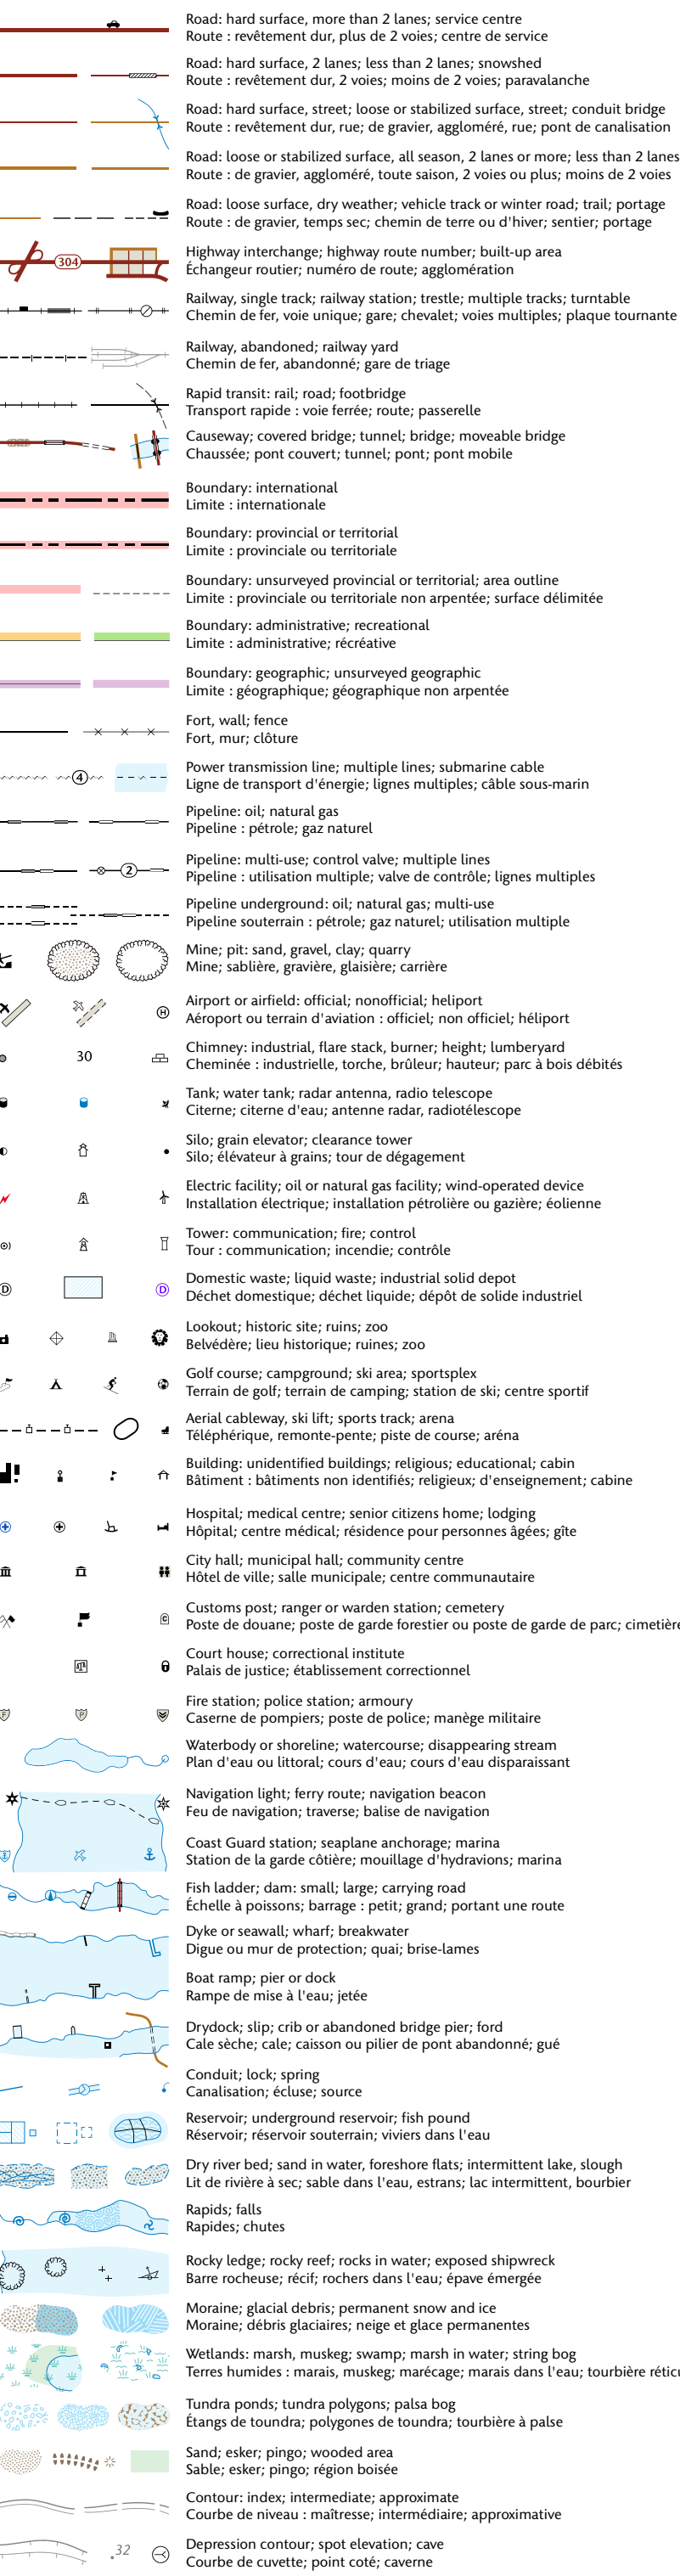 Road: hard surface, more than 2 lanes; service centre
Route : revêtement dur, plus de 2 voies; centre de service
Road: hard surface, 2 lanes; less than 2 lanes; snowshed
Route : revêtement dur, 2 voies; moins de 2 voies; paravalanche
Road: hard surface, street; loose or stabilized surface, street; conduit bridge
Route : revêtement dur, rue; de gravier, aggloméré, rue; pont de canalisation
Road: loose or stabilized surface, all season, 2 lanes or more; less than 2 lanes
Route : de gravier, aggloméré, toute saison, 2 voies ou plus; moins de 2 voies
Road: loose surface, dry weather; vehicle track or winter road; trail; portage
Route : de gravier, temps sec; chemin de terre ou d'hiver; sentier; portage
304
Highway interchange; highway route number; built-up area
Échangeur routier; numéro de route; agglomération
Railway, single track; railway station; trestle; multiple tracks; turntable
Chemin de fer, voie unique; gare; chevalet; voies multiples; plaque tournante
Railway, abandoned; railway yard
Chemin de fer, abandonné; gare de triage
Rapid transit: rail; road; footbridge
Transport rapide : voie ferrée; route; passerelle
Causeway; covered bridge; tunnel; bridge; moveable bridge
Chaussée; pont couvert; tunnel; pont; pont mobile
Boundary: international
Limite : internationale
Boundary: provincial or territorial
Limite : provinciale ou territoriale
Boundary: unsurveyed provincial or territorial; area outline
Limite : provinciale ou territoriale non arpentée; surface délimitée
Boundary: administrative; recreational
Limite : administrative; récréative
Boundary: geographic; unsurveyed geographic
Limite : géographique; géographique non arpentée
Fort, wall; fence
Fort, mur; clôture
4
Power transmission line; multiple lines; submarine cable
Ligne de transport d'énergie; lignes multiples; câble sous-marin
Pipeline: oil; natural gas
Pipeline : pétrole; gaz naturel
2
Pipeline: multi-use; control valve; multiple lines
Pipeline : utilisation multiple; valve de contrôle; lignes multiples
Pipeline underground: oil; natural gas; multi-use
Pipeline souterrain : pétrole; gaz naturel; utilisation multiple
Mine; pit: sand, gravel, clay; quarry
Mine; sablière, gravière, glaisière; carrière
H
Airport or airfield: official; nonofficial; heliport
Aéroport ou terrain d'aviation : officiel; non officiel; héliport
30
Chimney: industrial, flare stack, burner; height; lumberyard
Cheminée : industrielle, torche, brûleur; hauteur; parc à bois débités
Tank; water tank; radar antenna, radio telescope
Citerne; citerne d'eau; antenne radar, radiotélescope
Silo; grain elevator; clearance tower
Silo; élévateur à grains; tour de dégagement
Electric facility; oil or natural gas facility; wind-operated device
Installation électrique; installation pétrolière ou gazière; éolienne
Tower: communication; fire; control
Tour : communication; incendie; contrôle
D D
Domestic waste; liquid waste; industrial solid depot
Déchet domestique; déchet liquide; dépôt de solide industriel
Lookout; historic site; ruins; zoo
Belvédère; lieu historique; ruines; zoo
Golf course; campground; ski area; sportsplex
Terrain de golf; terrain de camping; station de ski; centre sportif
Aerial cableway, ski lift; sports track; arena
Téléphérique, remonte-pente; piste de course; aréna
Building: unidentified buildings; religious; educational; cabin
Bâtiment : bâtiments non identifiés; religieux; d'enseignement; cabine
Hospital; medical centre; senior citizens home; lodging
Hôpital; centre médical; résidence pour personnes âgées; gîte
City hall; municipal hall; community centre
Hôtel de ville; salle municipale; centre communautaire
C
Customs post; ranger or warden station; cemetery
Poste de douane; poste de garde forestier ou poste de garde de parc; cimetière
Court house; correctional institute
Palais de justice; établissement correctionnel
F P
Fire station; police station; armoury
Caserne de pompiers; poste de police; manège militaire
Waterbody or shoreline; watercourse; disappearing stream
Plan d'eau ou littoral; cours d'eau; cours d'eau disparaissant
Navigation light; ferry route; navigation beacon
Feu de navigation; traverse; balise de navigation
Coast Guard station; seaplane anchorage; marina
Station de la garde côtière; mouillage d'hydravions; marina
Fish ladder; dam: small; large; carrying road
Échelle à poissons; barrage : petit; grand; portant une route
Dyke or seawall; wharf; breakwater
Digue ou mur de protection; quai; brise-lames
Boat ramp; pier or dock
Rampe de mise à l'eau; jetée
Drydock; slip; crib or abandoned bridge pier; ford
Cale sèche; cale; caisson ou pilier de pont abandonné; gué
Conduit; lock; spring
Canalisation; écluse; source
Reservoir; underground reservoir; fish pound
Réservoir; réservoir souterrain; viviers dans l'eau
Dry river bed; sand in water, foreshore flats; intermittent lake, slough
Lit de rivière à sec; sable dans l'eau, estrans; lac intermittent, bourbier
Rapids; falls
Rapides; chutes
Rocky ledge; rocky reef; rocks in water; exposed shipwreck
Barre rocheuse; récif; rochers dans l'eau; épave émergée
Moraine; glacial debris; permanent snow and ice
Moraine; débris glaciaires; neige et glace permanentes
Wetlands: marsh, muskeg; swamp; marsh in water; string bog
Terres humides : marais, muskeg; marécage; marais dans l'eau; tourbière réticu
Tundra ponds; tundra polygons; palsa bog
Étangs de toundra; polygones de toundra; tourbière à palse
Sand; esker; pingo; wooded area
Sable; esker; pingo; région boisée
Contour: index; intermediate; approximate
Courbe de niveau : maîtresse; intermédiaire; approximative
32
Depression contour; spot elevation; cave
Courbe de cuvette; point coté; caverne